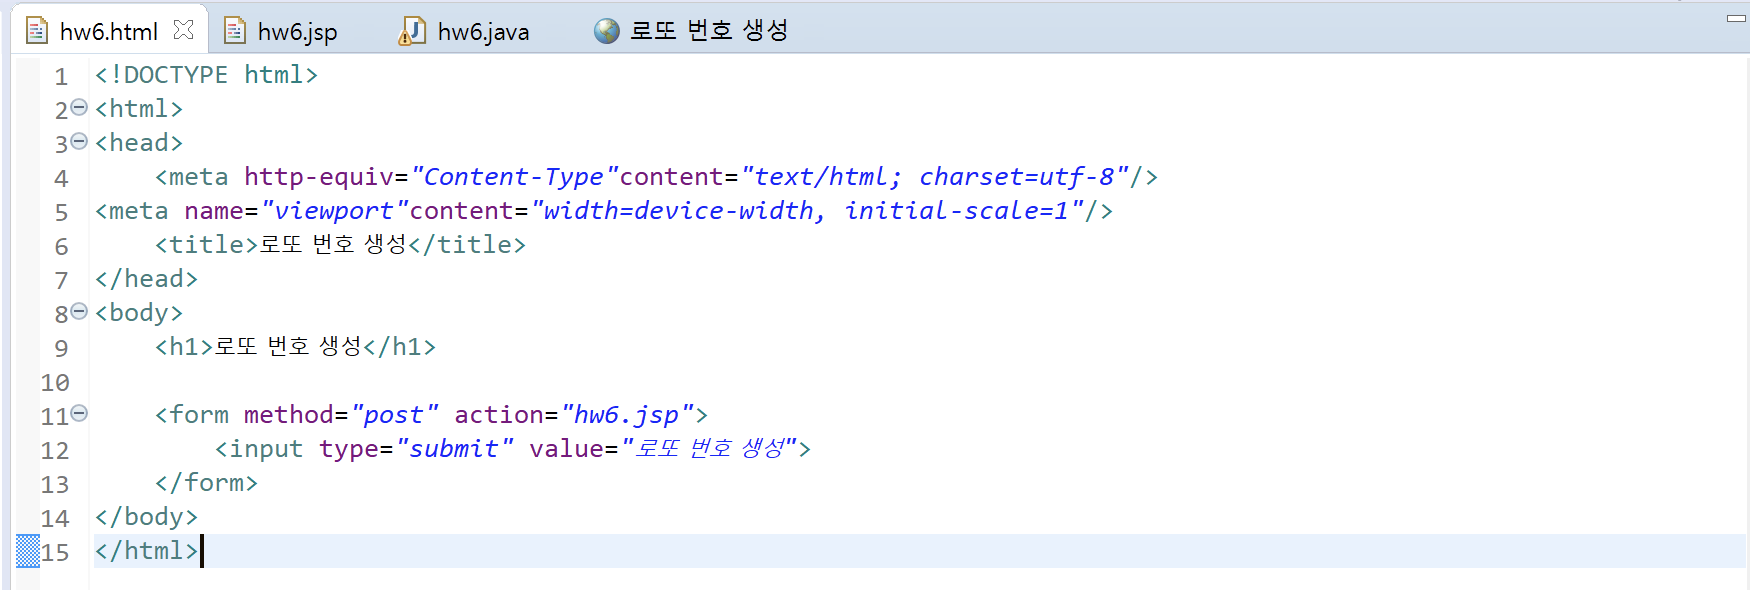 hw6.html hw6.jsp hw6.java 로또 번호 생성
1 <!DOCTYPE html>
2 <html>
3 <head>
4     <meta http-equiv="Content-Type"content="text/html; charset=utf-8"/>
5 <meta name="viewport"content="width=device-width, initial-scale=1"/>
6     <title>로또 번호 생성</title>
7 </head>
8 <body>
9     <h1>로또 번호 생성</h1>
10
11     <form method="post" action="hw6.jsp">
12         <input type="submit" value="로또 번호 생성">
13     </form>
14 </body>
15 </html>